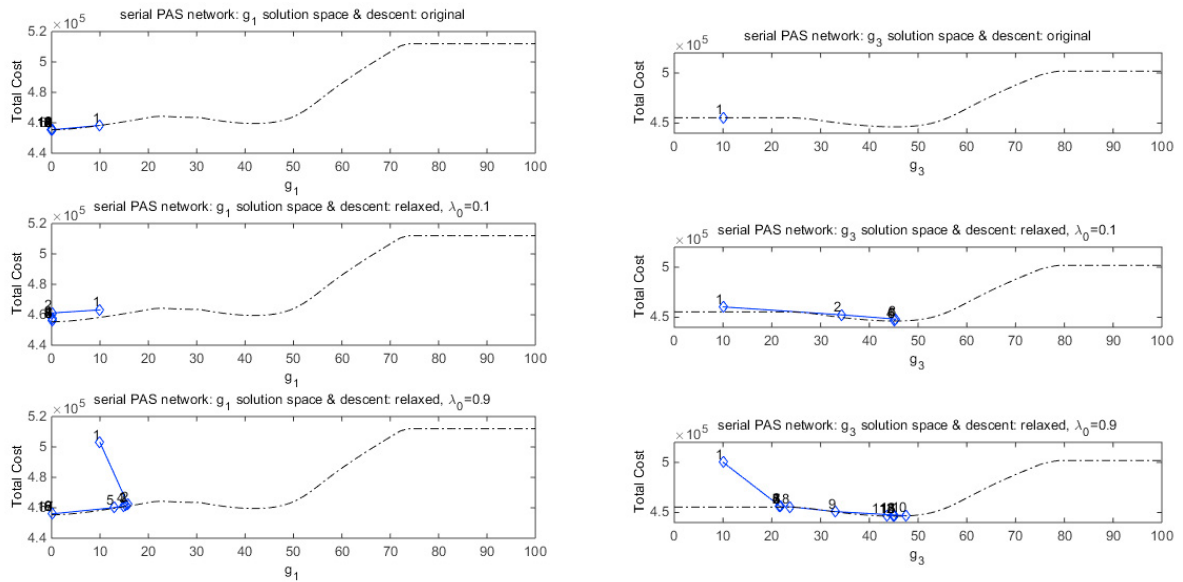 serial PAS network: g1 solution space & descent: original
× 10^5
5.2
5
4.8
4.6
4.4
Total Cost
1
0 10 20 30 40 50 60 70 80 90 100
g1
serial PAS network: g1 solution space & descent: relaxed, λ0=0.1
× 10^5
5.2
5
4.8
4.6
4.4
Total Cost
2
1
0 10 20 30 40 50 60 70 80 90 100
g1
serial PAS network: g1 solution space & descent: relaxed, λ0=0.9
× 10^5
5.2
5
4.8
4.6
4.4
Total Cost
1
5
0 10 20 30 40 50 60 70 80 90 100
g1
serial PAS network: g3 solution space & descent: original
× 10^5
5
4.5
Total Cost
1
0 10 20 30 40 50 60 70 80 90 100
g3
serial PAS network: g3 solution space & descent: relaxed, λ0=0.1
× 10^5
5
4.5
Total Cost
1
2
0 10 20 30 40 50 60 70 80 90 100
g3
serial PAS network: g3 solution space & descent: relaxed, λ0=0.9
× 10^5
5
4.5
Total Cost
1
8
9
10
0 10 20 30 40 50 60 70 80 90 100
g3